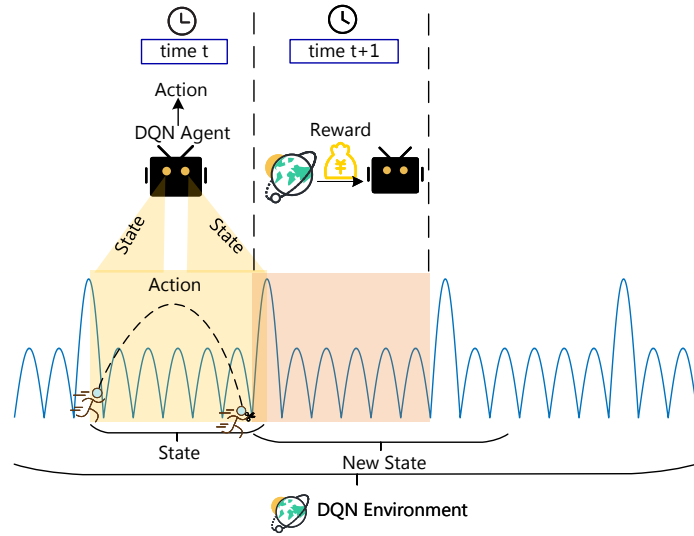 time t
time t+1
Action
DQN Agent
Reward
¥
State
State
Action
State
New State
DQN Environment